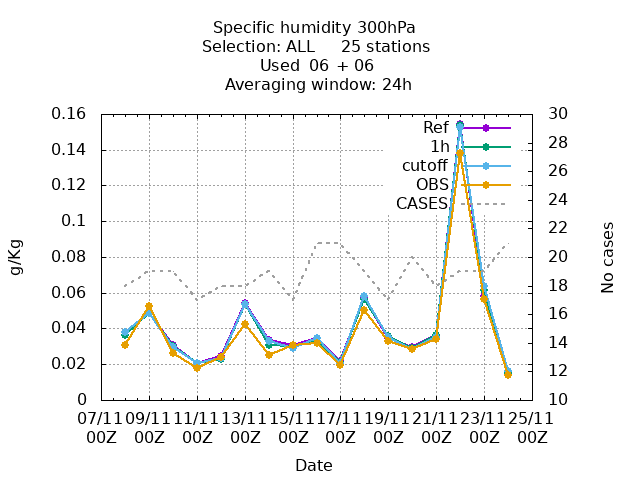 Specific humidity 300hPa
Selection: ALL 25 stations
Used 06 + 06
Averaging window: 24h
0.16
0.14
0.12
0.1
0.08
0.06
0.04
0.02
0
g/Kg
Ref
1h
cutoff
OBS
CASES
30
28
26
24
22
20
18
16
14
12
10
No cases
07/11 09/11 11/11 13/11 15/11 17/11 19/11 21/11 23/11 25/11
00Z 00Z 00Z 00Z 00Z 00Z 00Z 00Z 00Z 00Z
Date